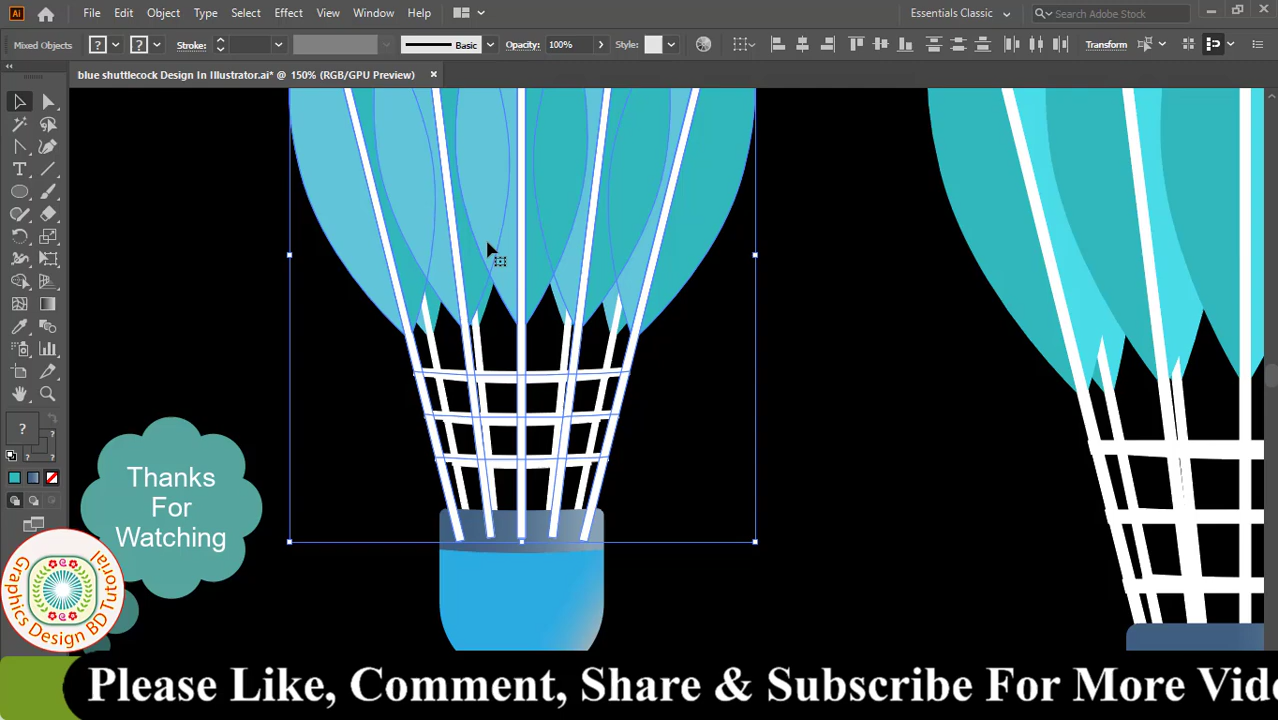 Ai File Edit Object Type Select Effect View Window Help Essentials Classic Search Adobe Stock
Mixed Objects ? ? Stroke: Basic Opacity: 100% Style: Transform
blue shuttlecock Design In Illustrator.ai* @ 150% (RGB/GPU Preview)
?
Thanks
For
Watching
Graphics Design BD Tutorial
Please Like, Comment, Share & Subscribe For More Vide